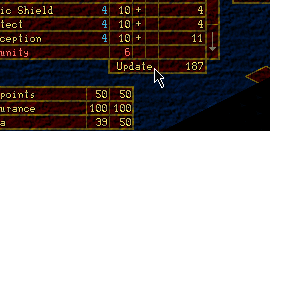 ic Shield 4 10 + 4
tect 4 10 + 4
ception 4 10 + 11
munity 6
Update 187
points 50 50
urance 100 100
a 39 50